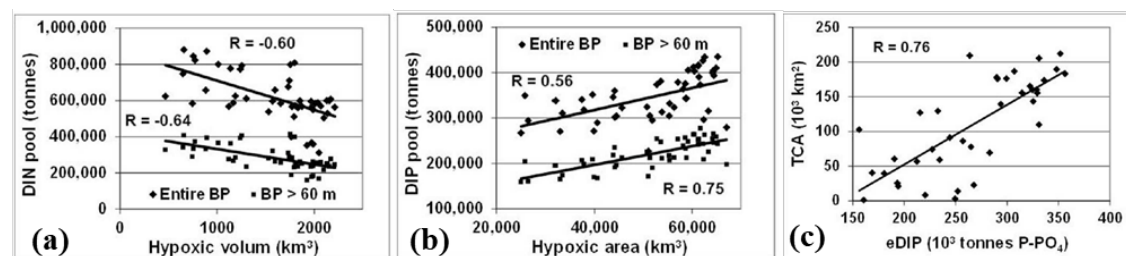 DIN pool (tonnes)
1,000,000
800,000
600,000
400,000
200,000
0
R = -0.60
R = -0.64
Entire BP
BP > 60 m
0
1000
2000
Hypoxic volum (km³)
(a)
DIP pool (tonnes)
500,000
400,000
300,000
200,000
100,000
Entire BP
BP > 60 m
R = 0.56
R = 0.75
20,000
40,000
60,000
Hypoxic area (km²)
(b)
TCA (10³ km²)
250
200
150
100
50
0
R = 0.76
150
200
250
300
350
400
eDIP (10³ tonnes P-PO₄)
(c)